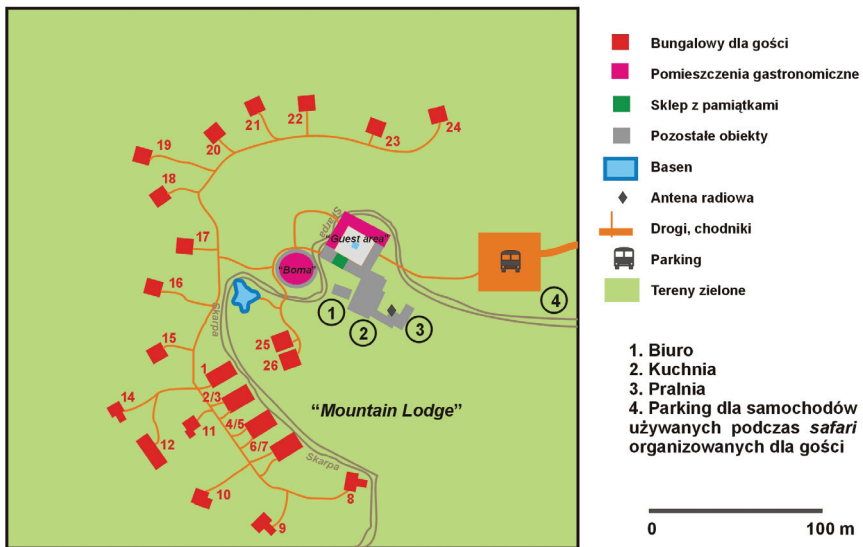 Bungalowy dla gości
Pomieszczenia gastronomiczne
Sklep z pamiątkami
Pozostałe obiekty
Basen
Antena radiowa
Drogi, chodniki
Parking
Tereny zielone
1. Biuro
2. Kuchnia
3. Pralnia
4. Parking dla samochodów
używanych podczas safari
organizowanych dla gości
0 100 m
24
22
21
23
20
19
18
Skarpa
"Guest area"
17
"Boma"
16
Skarpa
1
2
3
4
15
25
26
1
14
2/3
"Mountain Lodge"
4/5
11
12
6/7
Skarpa
10
8
9